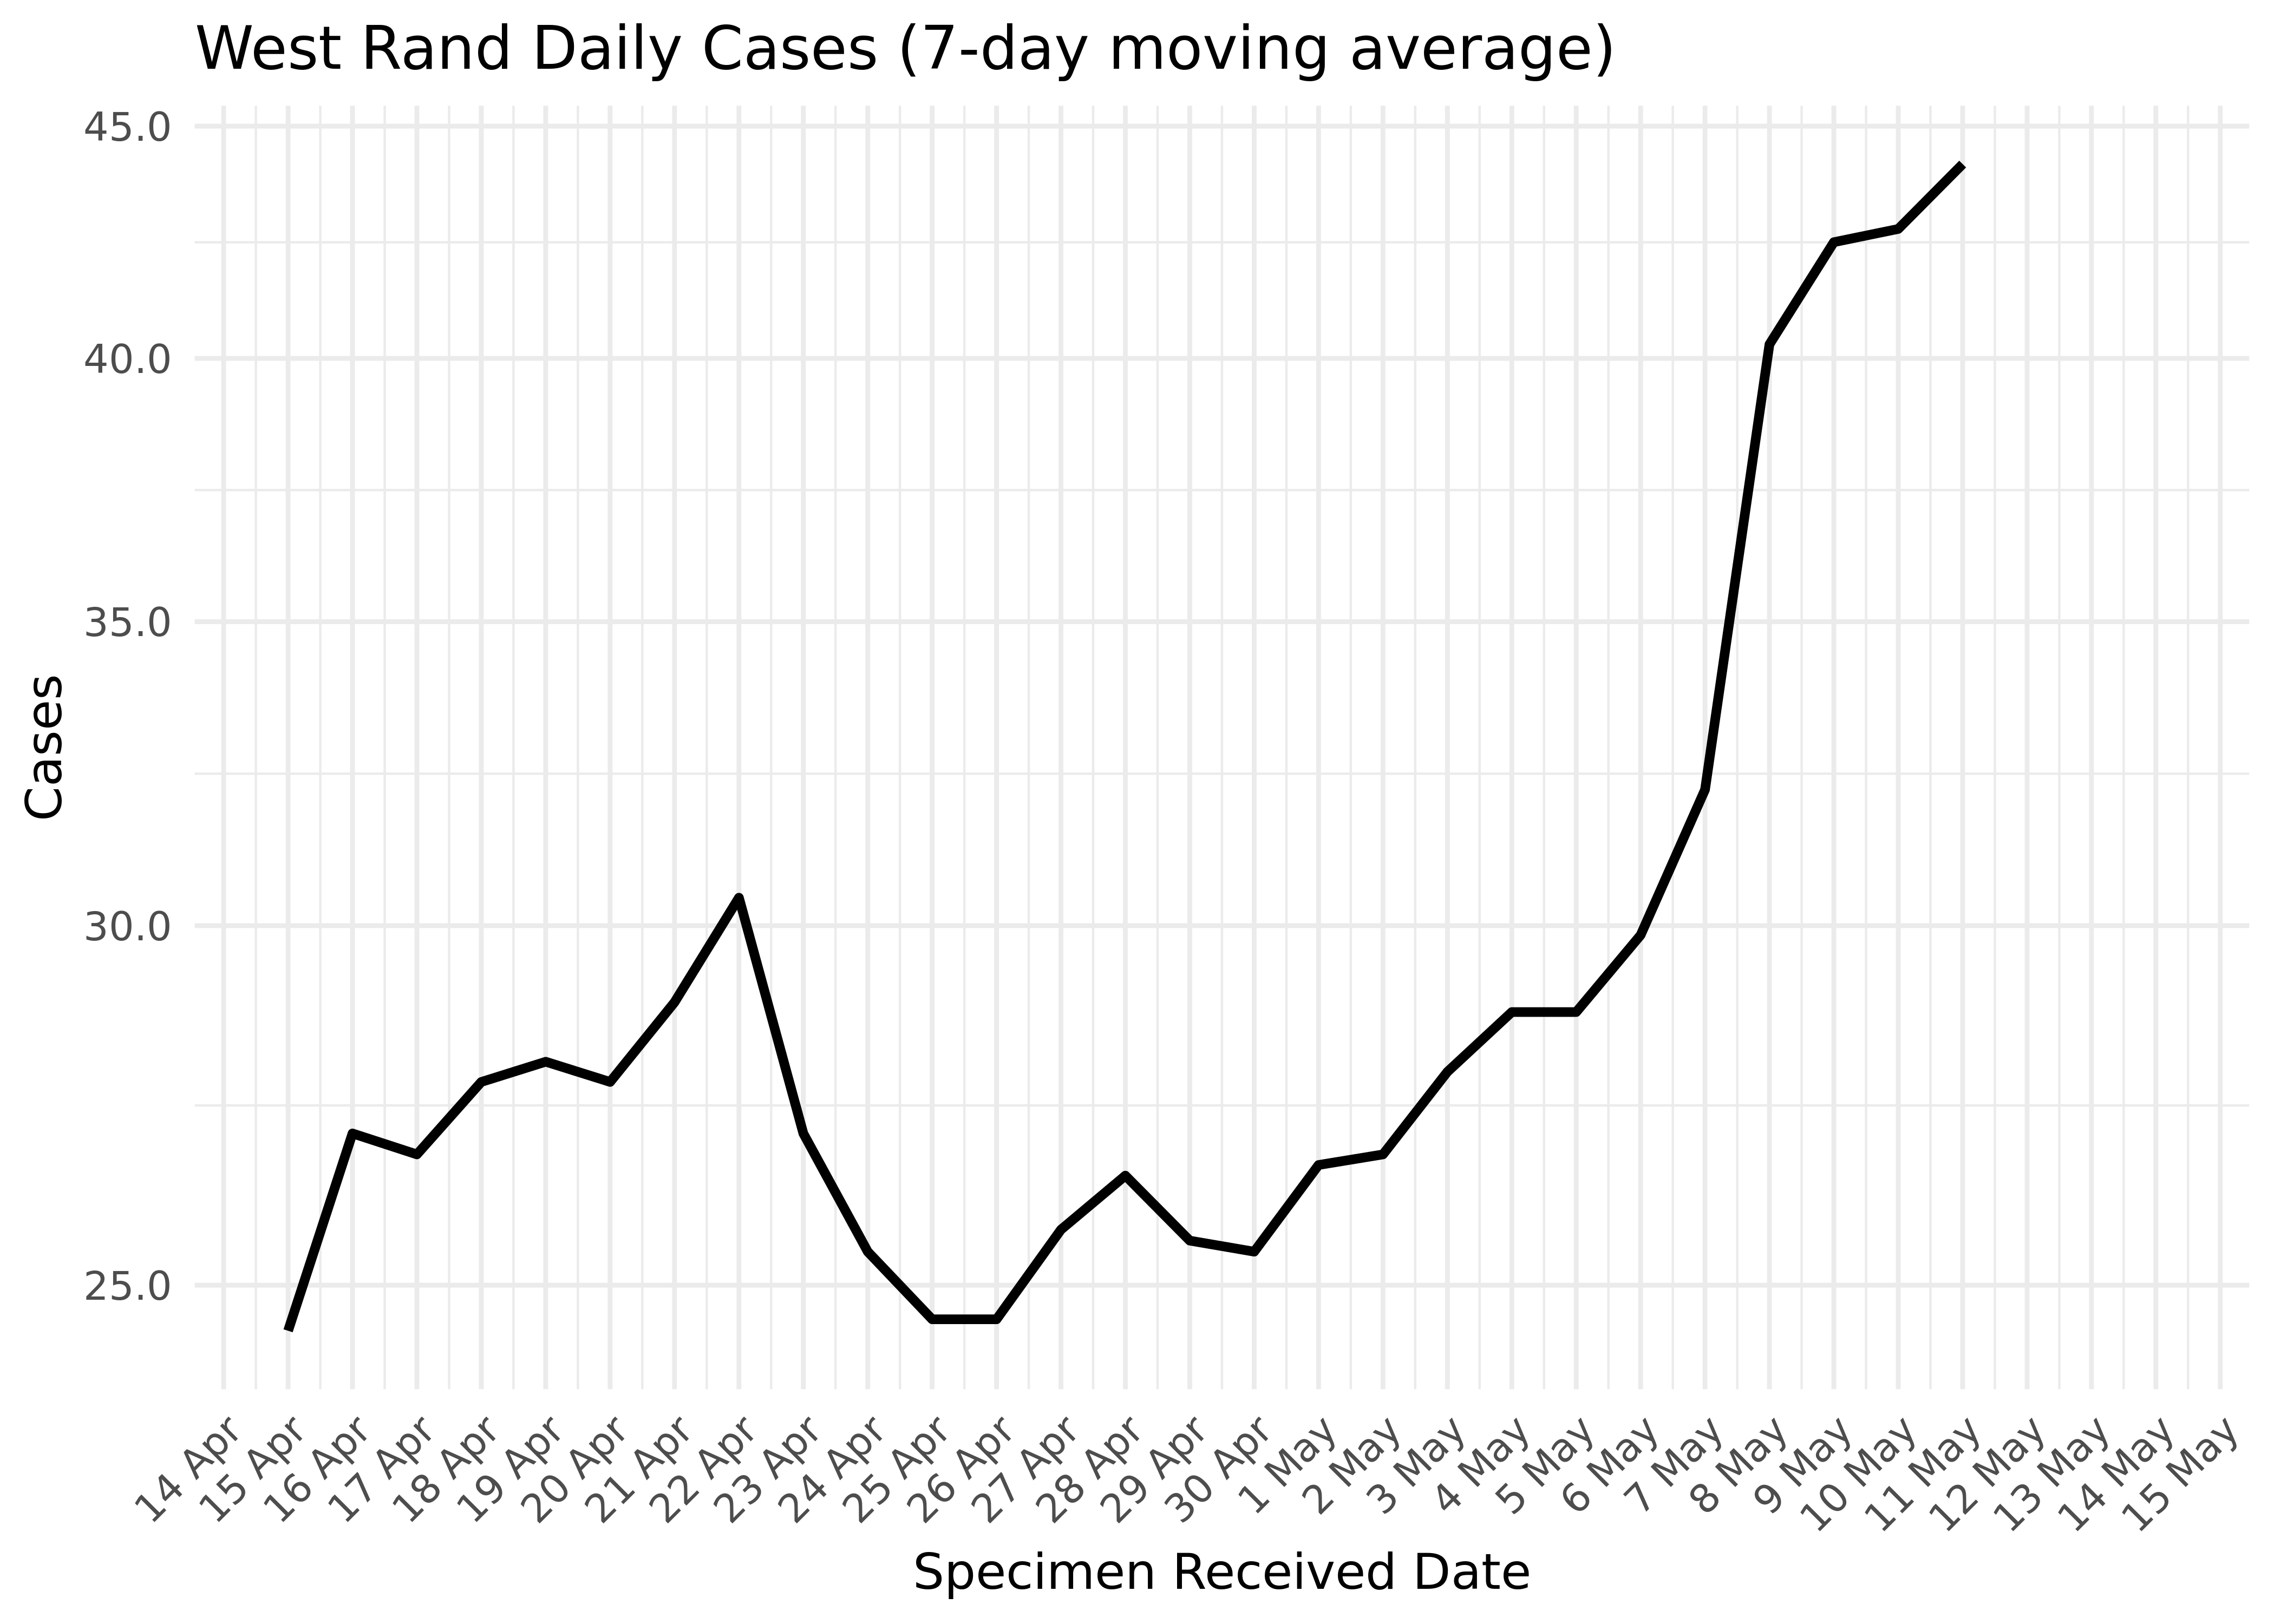 West Rand Daily Cases (7-day moving average)
45.0
40.0
35.0
30.0
25.0
Cases
14 Apr
15 Apr
16 Apr
17 Apr
18 Apr
19 Apr
20 Apr
21 Apr
22 Apr
23 Apr
24 Apr
25 Apr
26 Apr
27 Apr
28 Apr
29 Apr
30 Apr
1 May
2 May
3 May
4 May
5 May
6 May
7 May
8 May
9 May
10 May
11 May
12 May
13 May
14 May
15 May
Specimen Received Date